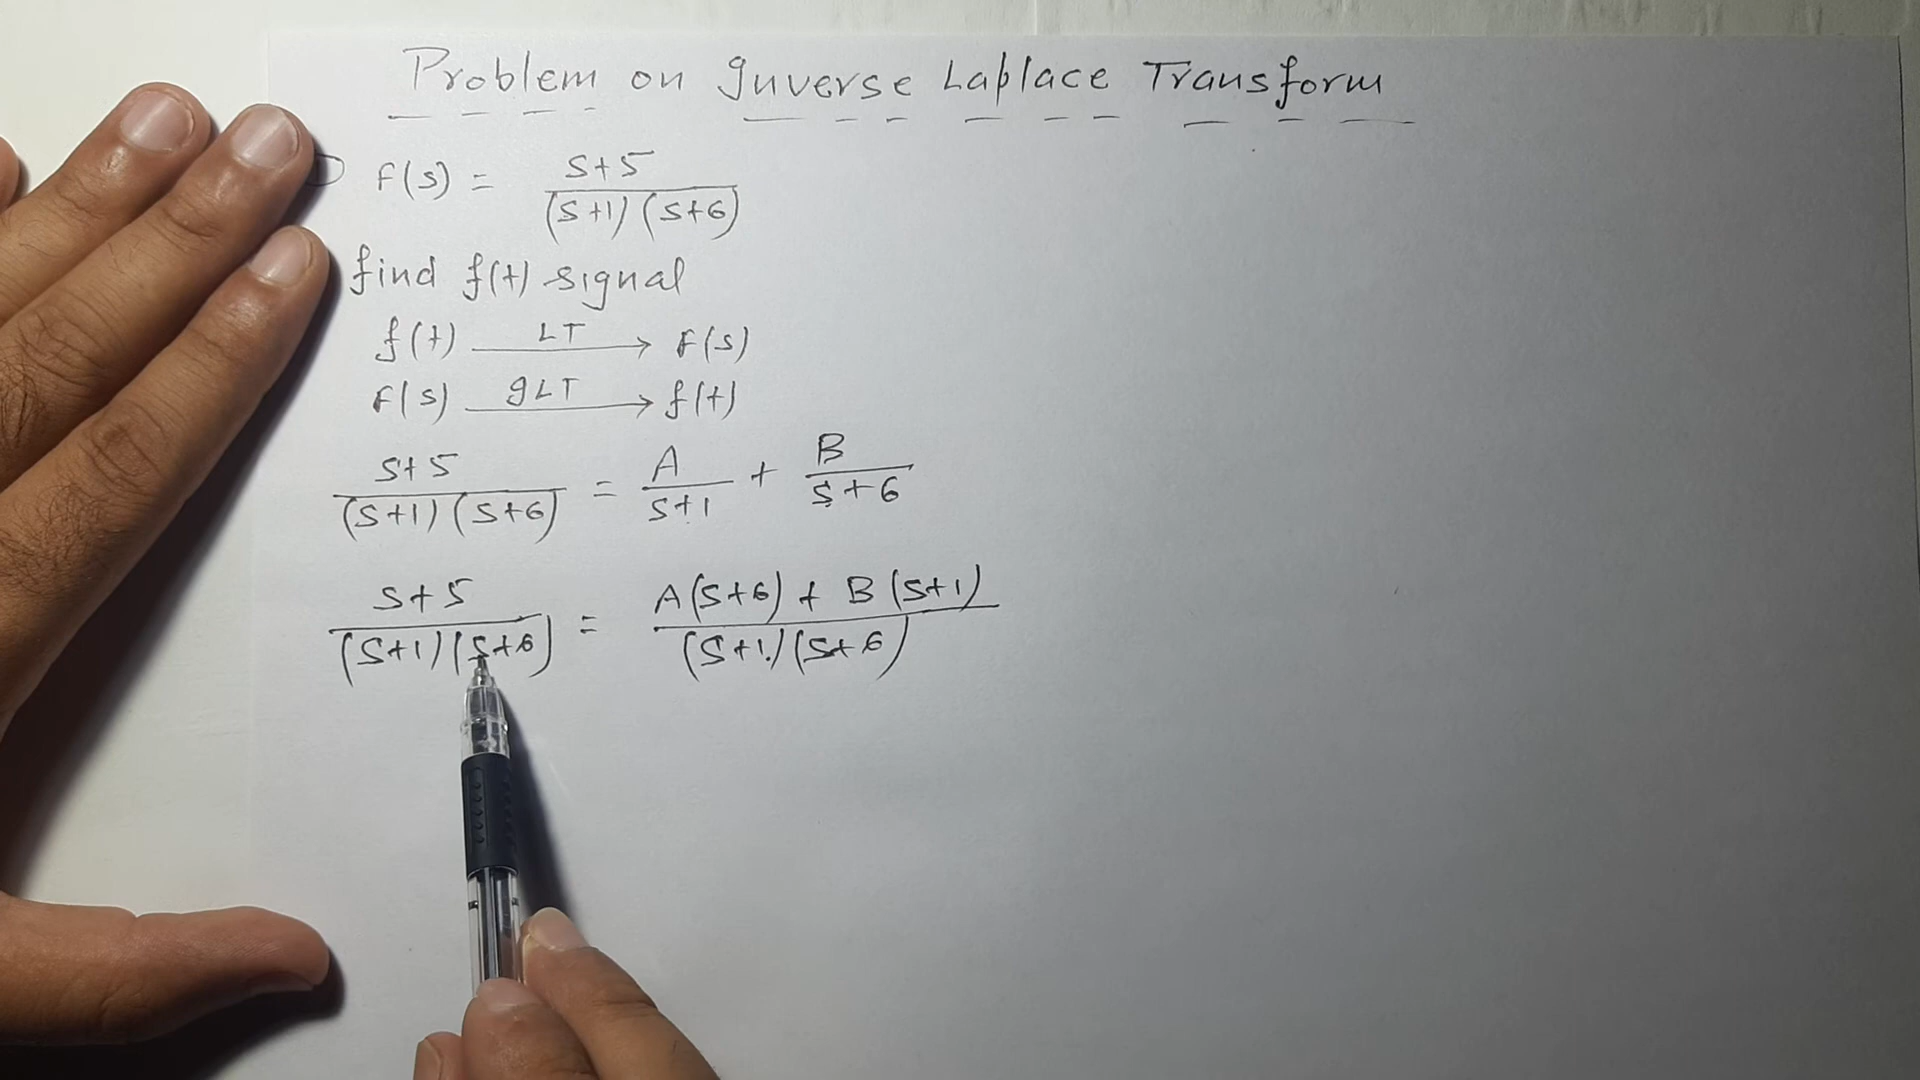 Problem on Inverse Laplace Transform
F(s) = s+5 / (s+1)(s+6)
find f(t) signal
f(t) —LT→ F(s)
F(s) —ILT→ f(t)
s+5 / (s+1)(s+6) = A / s+1 + B / s+6
s+5 / (s+1)(s+6) = A(s+6) + B(s+1) / (s+1)(s+6)